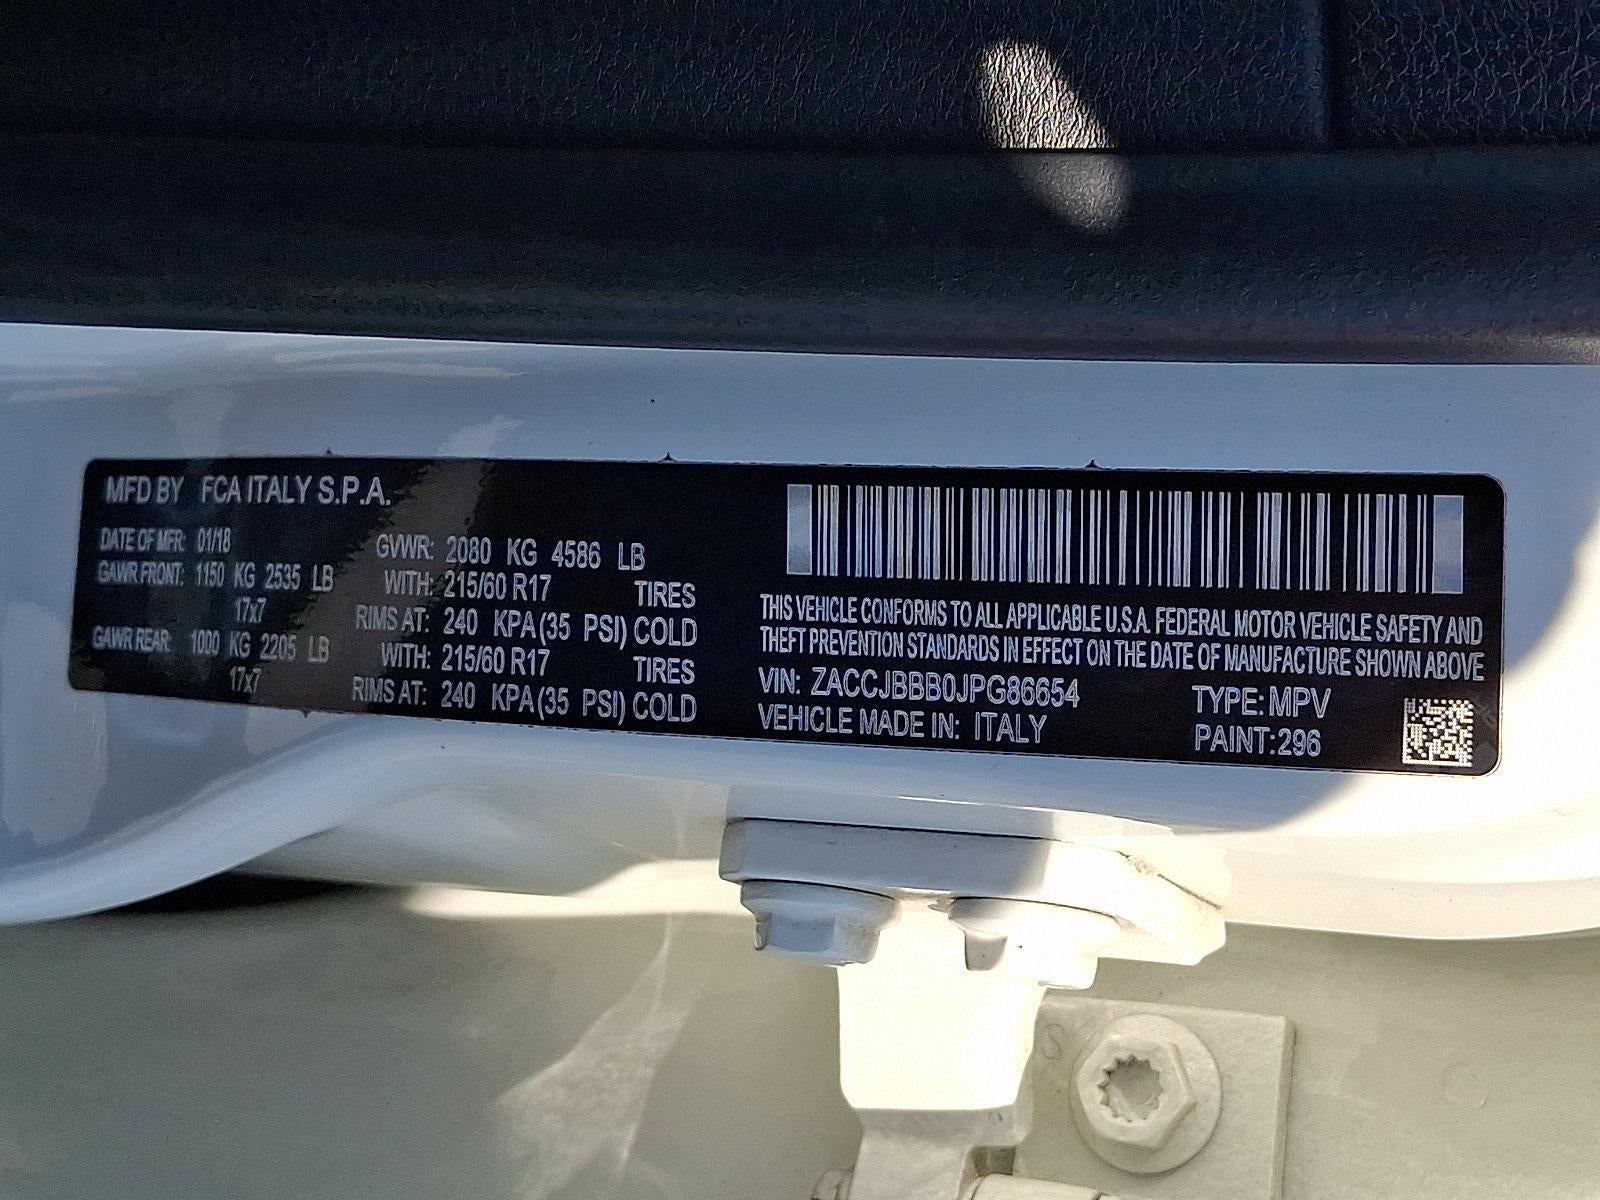 MFD BY FCA ITALY S.P.A.
DATE OF MFR: 01/18 GVWR: 2080 KG 4586 LB
GAWR FRONT: 1150 KG 2535 LB WITH: 215/60 R17 TIRES
17x7 RIMS AT: 240 KPA (35 PSI) COLD
GAWR REAR: 1000 KG 2205 LB WITH: 215/60 R17 TIRES
17x7 RIMS AT: 240 KPA (35 PSI) COLD
THIS VEHICLE CONFORMS TO ALL APPLICABLE U.S.A. FEDERAL MOTOR VEHICLE SAFETY AND
THEFT PREVENTION STANDARDS IN EFFECT ON THE DATE OF MANUFACTURE SHOWN ABOVE
VIN: ZACCJBBB0JPG86654 TYPE: MPV
VEHICLE MADE IN: ITALY PAINT: 296
S